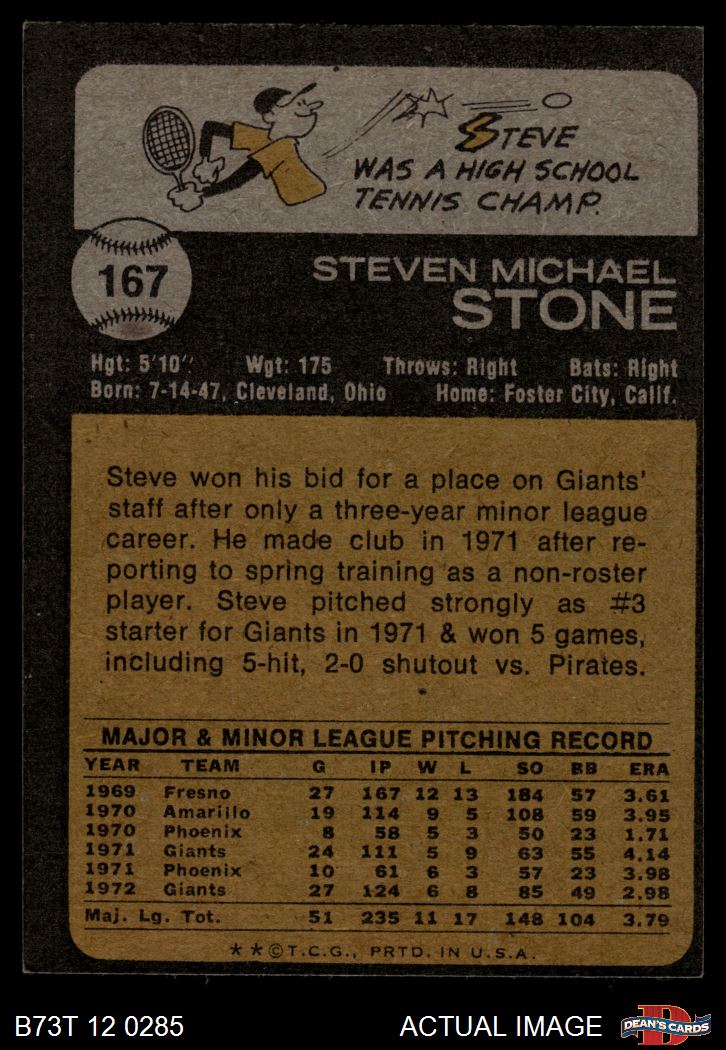 STEVE
WAS A HIGH SCHOOL
TENNIS CHAMP.
167
STEVEN MICHAEL
STONE
Hgt: 5'10" Wgt: 175 Throws: Right Bats: Right
Born: 7-14-47, Cleveland, Ohio Home: Foster City, Calif.
Steve won his bid for a place on Giants'
staff after only a three-year minor league
career. He made club in 1971 after re-
porting to spring training as a non-roster
player. Steve pitched strongly as #3
starter for Giants in 1971 & won 5 games,
including 5-hit, 2-0 shutout vs. Pirates.
MAJOR & MINOR LEAGUE PITCHING RECORD
YEAR TEAM G IP W L SO BB ERA
1969 Fresno 27 167 12 13 184 57 3.61
1970 Amarillo 19 114 9 5 108 59 3.95
1970 Phoenix 8 58 5 3 50 23 1.71
1971 Giants 24 111 5 9 63 55 4.14
1971 Phoenix 10 61 6 3 57 23 3.98
1972 Giants 27 124 6 8 85 49 2.98
Maj. Lg. Tot. 51 235 11 17 148 104 3.79
**©T.C.G., PRTD. IN U.S.A.
B73T 12 0285 ACTUAL IMAGE
D
DEAN'S CARDS